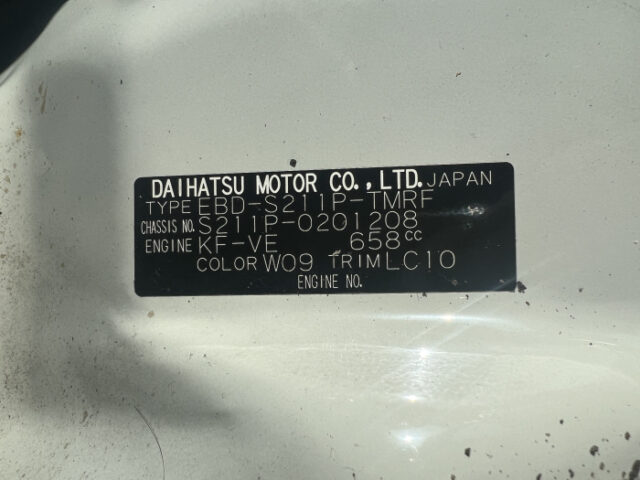 DAIHATSU MOTOR CO., LTD. JAPAN
TYPE EBD-S211P-TMRF
CHASSIS NO. S211P-0201208
ENGINE KF-VE 658cc
COLOR W09 TRIM LC10
ENGINE NO.